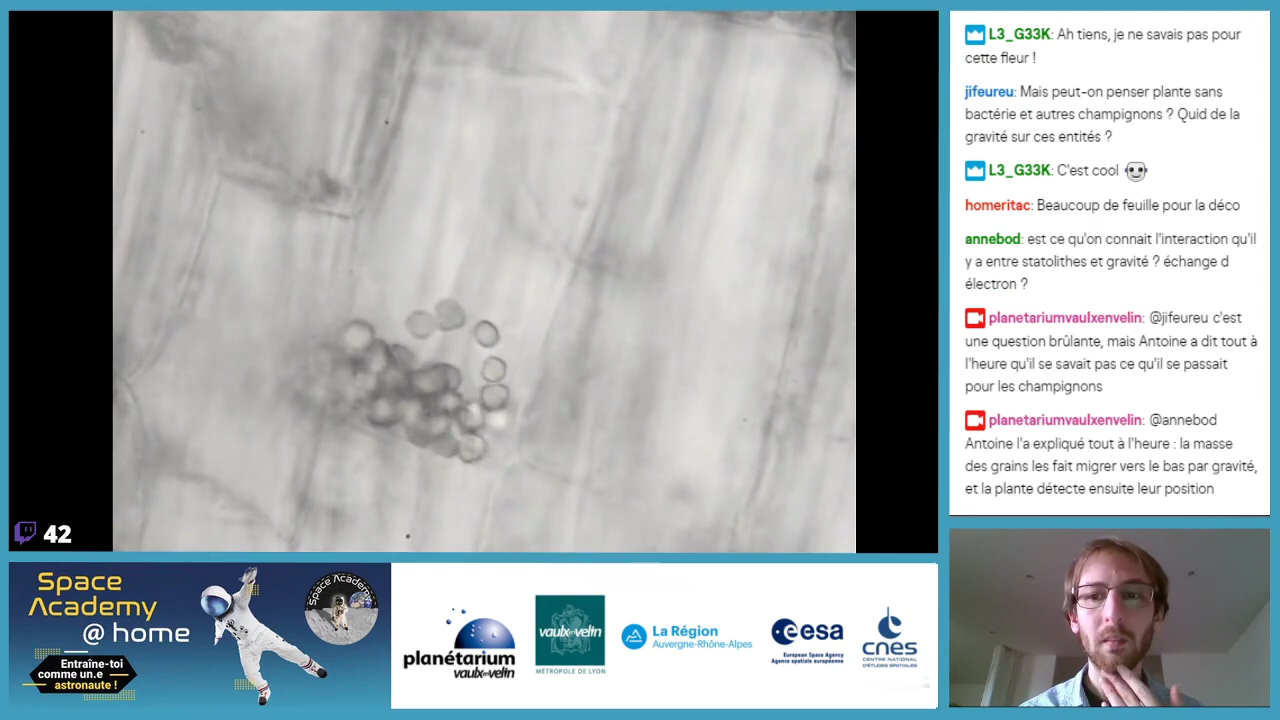 L3_G33K: Ah tiens, je ne savais pas pour
cette fleur !
jifeureu: Mais peut-on penser plante sans
bactérie et autres champignons ? Quid de la
gravité sur ces entités ?
L3_G33K: C'est cool
homeritac: Beaucoup de feuille pour la déco
annebod: est ce qu'on connait l'interaction qu'il
y a entre statolithes et gravité ? échange d
électron ?
planetariumvaulxenvelin: @jifeureu c'est
une question brûlante, mais Antoine a dit tout à
l'heure qu'il se savait pas ce qu'il se passait
pour les champignons
planetariumvaulxenvelin: @annebod
Antoine l'a expliqué tout à l'heure : la masse
des grains les fait migrer vers le bas par gravité,
et la plante détecte ensuite leur position
42
Space
Academy
@ home
Entraîne-toi
comme un.e
astronaute !
Space Academy
planétarium
vaulx en velin
vaulx en velin
MÉTROPOLE DE LYON
La Région
Auvergne-Rhône-Alpes
esa
European Space Agency
Agence spatiale européenne
cnes
CENTRE NATIONAL
D'ÉTUDES SPATIALES